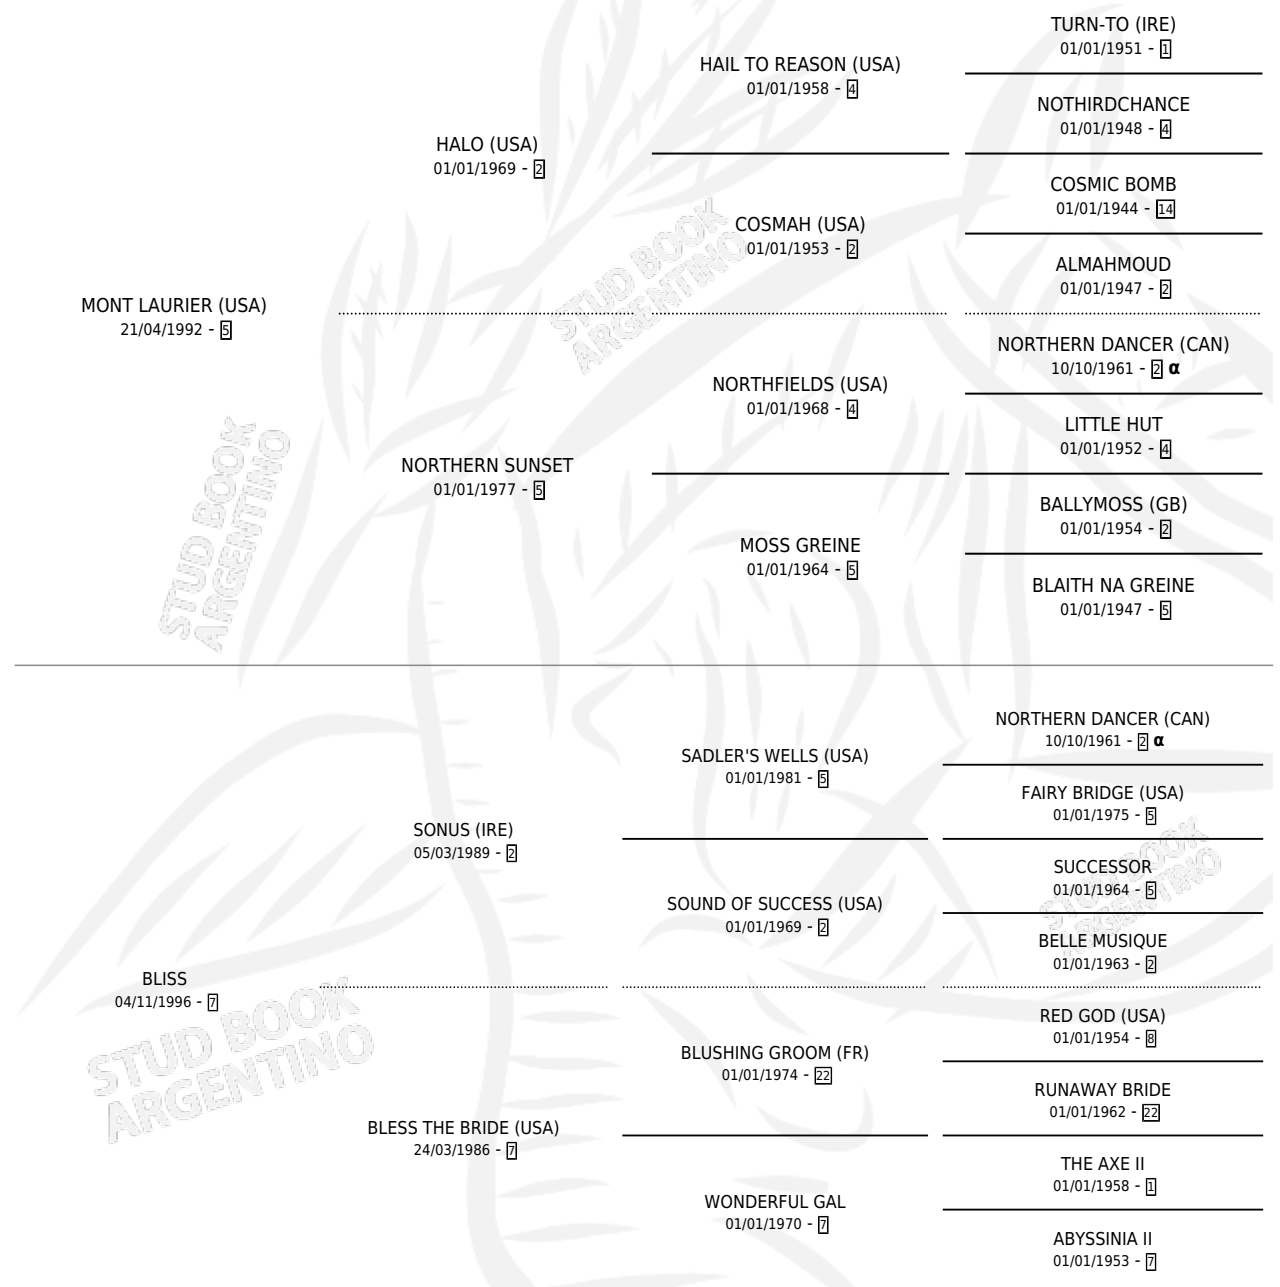 MONT LAURIER (USA)
21/04/1992 - 5
HALO (USA)
01/01/1969 - 2
HAIL TO REASON (USA)
01/01/1958 - 4
TURN-TO (IRE)
01/01/1951 - 1
NOTHIRDCHANCE
01/01/1948 - 4
COSMAH (USA)
01/01/1953 - 2
COSMIC BOMB
01/01/1944 - 14
ALMAHMOUD
01/01/1947 - 2
NORTHERN SUNSET
01/01/1977 - 5
NORTHFIELDS (USA)
01/01/1968 - 4
NORTHERN DANCER (CAN)
10/10/1961 - 2 α
LITTLE HUT
01/01/1952 - 4
MOSS GREINE
01/01/1964 - 5
BALLYMOSS (GB)
01/01/1954 - 2
BLAITH NA GREINE
01/01/1947 - 5
BLISS
04/11/1996 - 7
SONUS (IRE)
05/03/1989 - 2
SADLER'S WELLS (USA)
01/01/1981 - 5
NORTHERN DANCER (CAN)
10/10/1961 - 2 α
FAIRY BRIDGE (USA)
01/01/1975 - 5
SOUND OF SUCCESS (USA)
01/01/1969 - 2
SUCCESSOR
01/01/1964 - 5
BELLE MUSIQUE
01/01/1963 - 2
BLESS THE BRIDE (USA)
24/03/1986 - 7
BLUSHING GROOM (FR)
01/01/1974 - 22
RED GOD (USA)
01/01/1954 - 8
RUNAWAY BRIDE
01/01/1962 - 22
WONDERFUL GAL
01/01/1970 - 7
THE AXE II
01/01/1958 - 1
ABYSSINIA II
01/01/1953 - 7
STUD BOOK
ARGENTINO
STUD BOOK
ARGENTINO
STUD BOOK
ARGENTINO
STUD BOOK
ARGENTINO